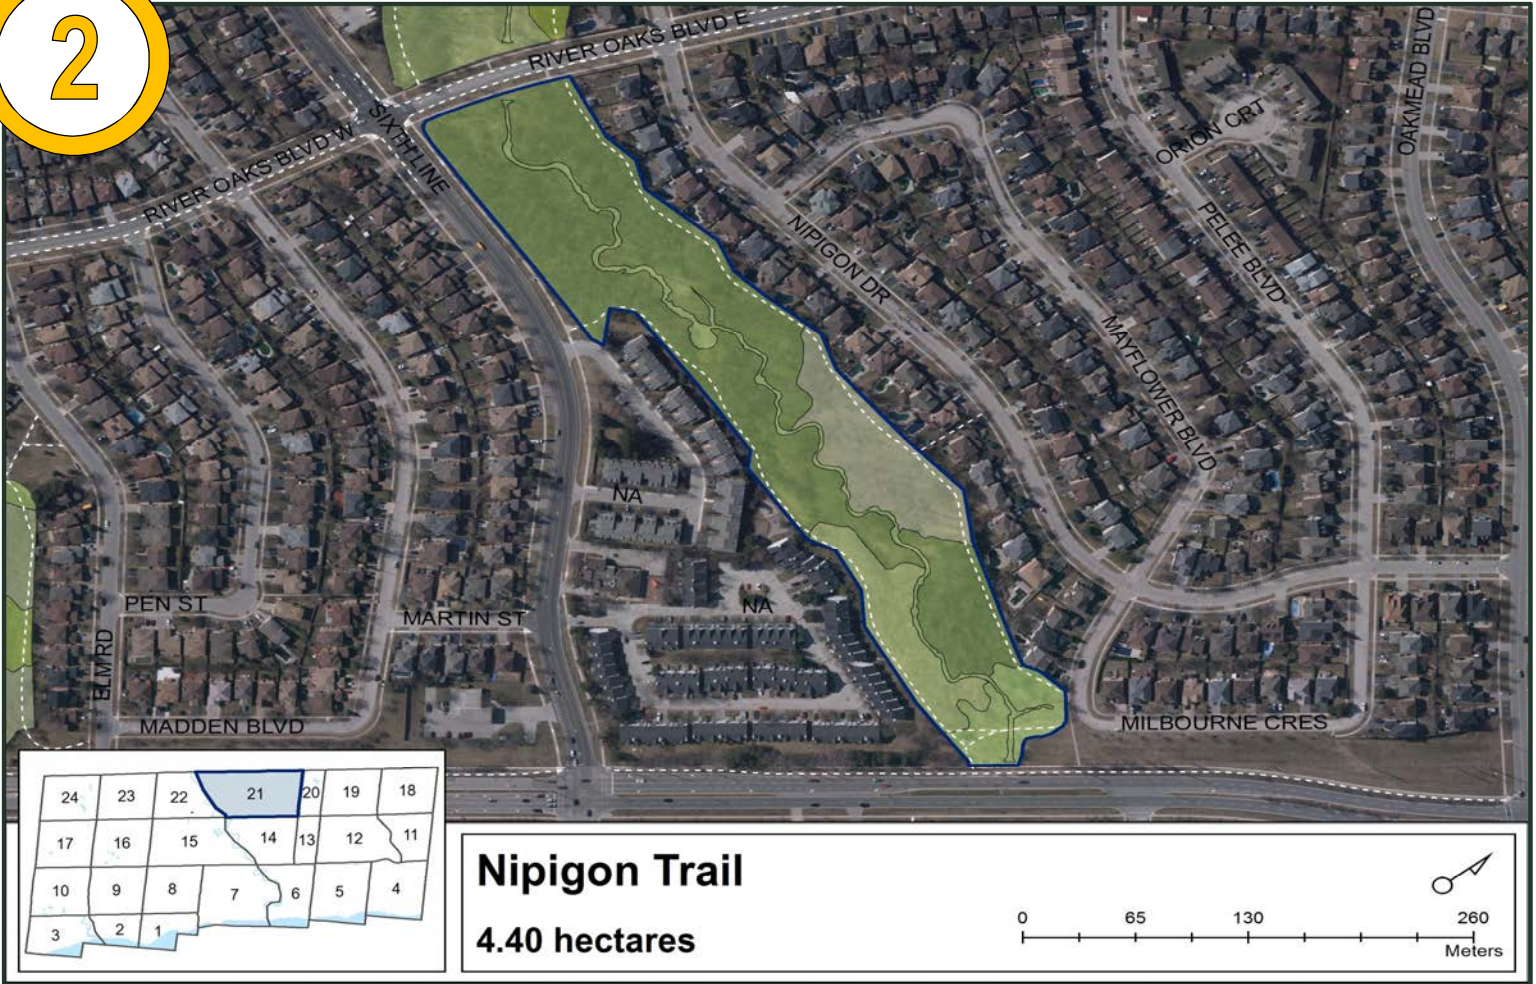 2
RIVER OAKS BLVD E
RIVER OAKS BLVD W
SIXTH LINE
NIPIGON DR
ORION CRT
OAKMEAD BLVD
PELEE BLVD
MAYFLOWER BLVD
NA
NA
PEN ST
MARTIN ST
ELM RD
MADDEN BLVD
MILBOURNE CRES
24 23 22 21 20 19 18
17 16 15 14 13 12 11
10 9 8 7 6 5 4
3 2 1
Nipigon Trail
4.40 hectares
0 65 130 260
Meters